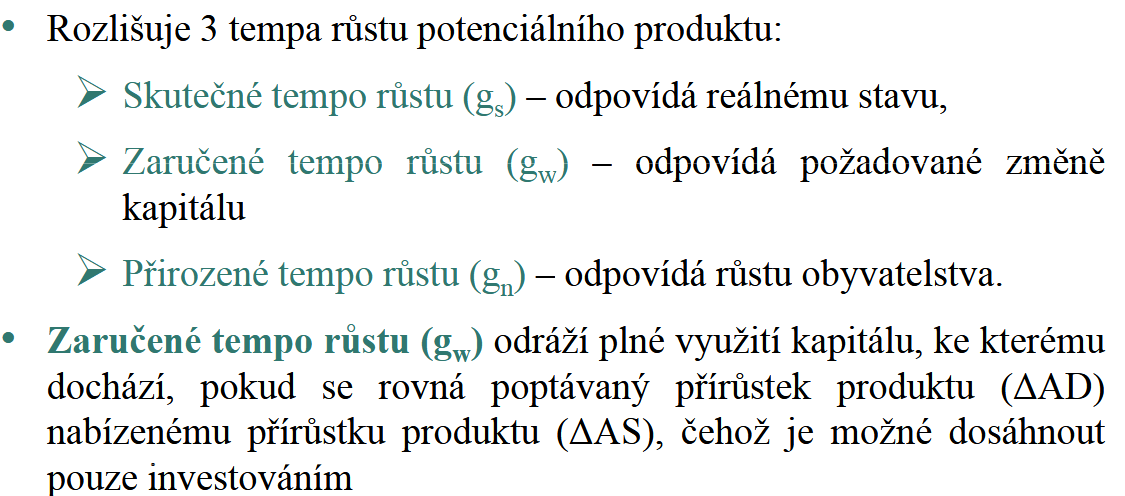 • Rozlišuje 3 tempa růstu potenciálního produktu:
➢ Skutečné tempo růstu (gs) – odpovídá reálnému stavu,
➢ Zaručené tempo růstu (gw) – odpovídá požadované změně
kapitálu
➢ Přirozené tempo růstu (gn) – odpovídá růstu obyvatelstva.
• Zaručené tempo růstu (gw) odráží plné využití kapitálu, ke kterému
dochází, pokud se rovná poptávaný přírůstek produktu (ΔAD)
nabízenému přírůstku produktu (ΔAS), čehož je možné dosáhnout
pouze investováním